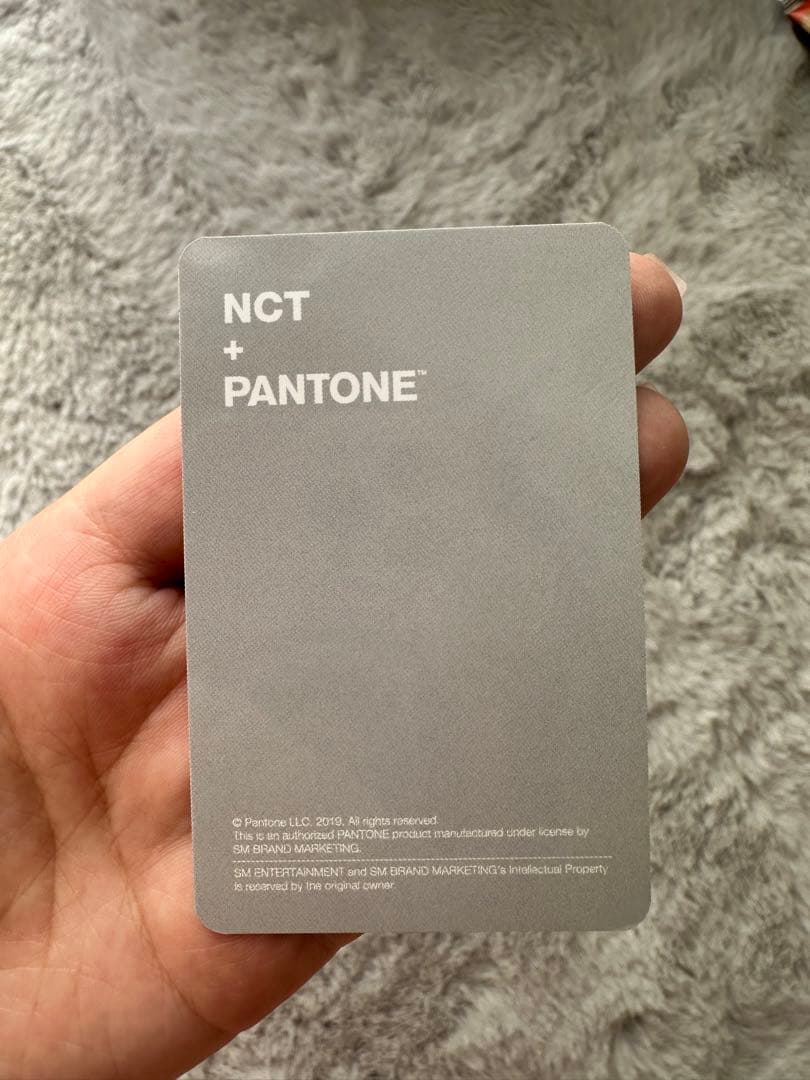 NCT
+
PANTONE™
© Pantone LLC, 2019, All rights reserved.
This is an authorized PANTONE product manufactured under license by
SM BRAND MARKETING.
SM ENTERTAINMENT and SM BRAND MARKETING's Intellectual Property
is reserved by the original owner.